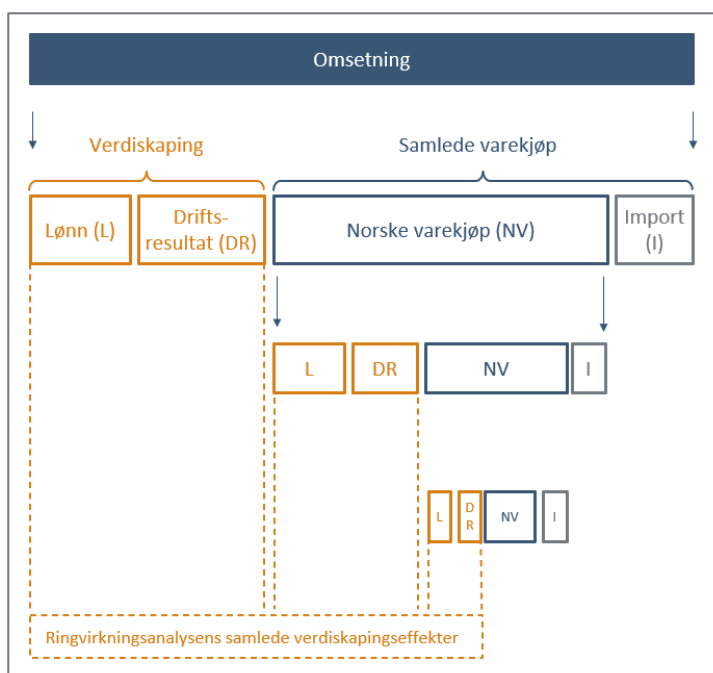 Omsetning
Verdiskaping
Samlede varekjøp
Lønn (L)
Drifts-
resultat (DR)
Norske varekjøp (NV)
Import
(I)
L
DR
NV
I
L
D
R
NV
I
Ringvirkningsanalysens samlede verdiskapingseffekter